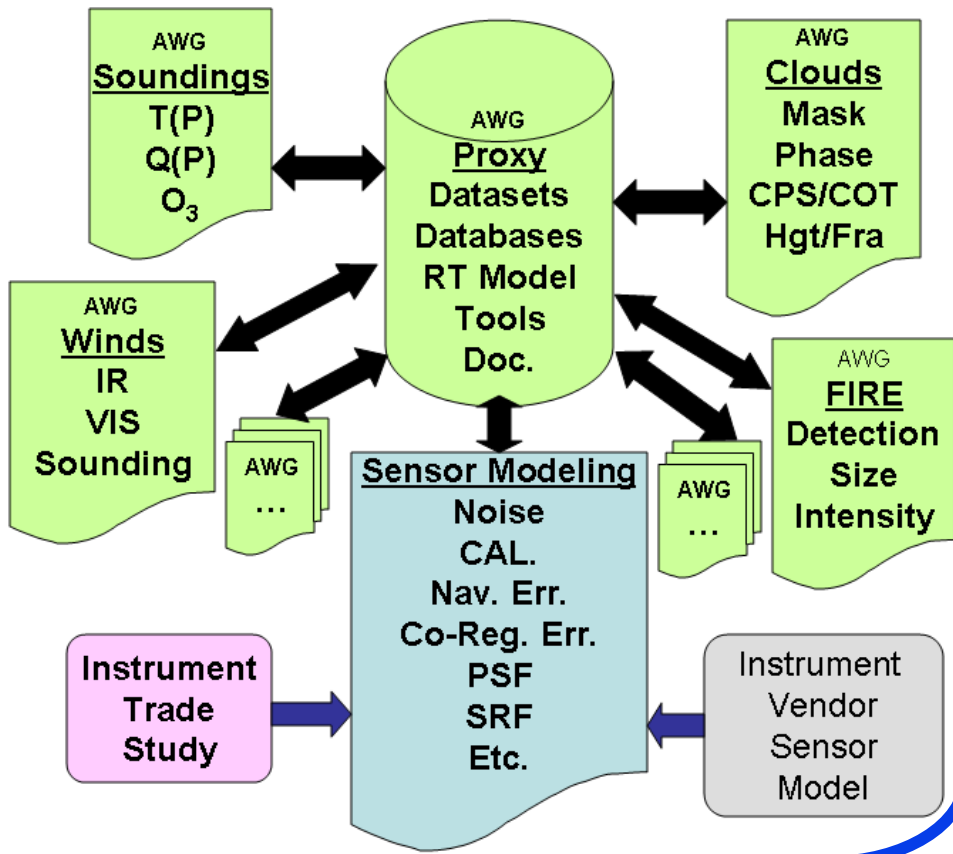 AWG
Soundings
T(P)
Q(P)
O₃
AWG
Proxy
Datasets
Databases
RT Model
Tools
Doc.
AWG
Clouds
Mask
Phase
CPS/COT
Hgt/Fra
AWG
Winds
IR
VIS
Sounding
AWG
...
AWG
...
AWG
FIRE
Detection
Size
Intensity
Sensor Modeling
Noise
CAL.
Nav. Err.
Co-Reg. Err.
PSF
SRF
Etc.
Instrument
Trade
Study
Instrument
Vendor
Sensor
Model